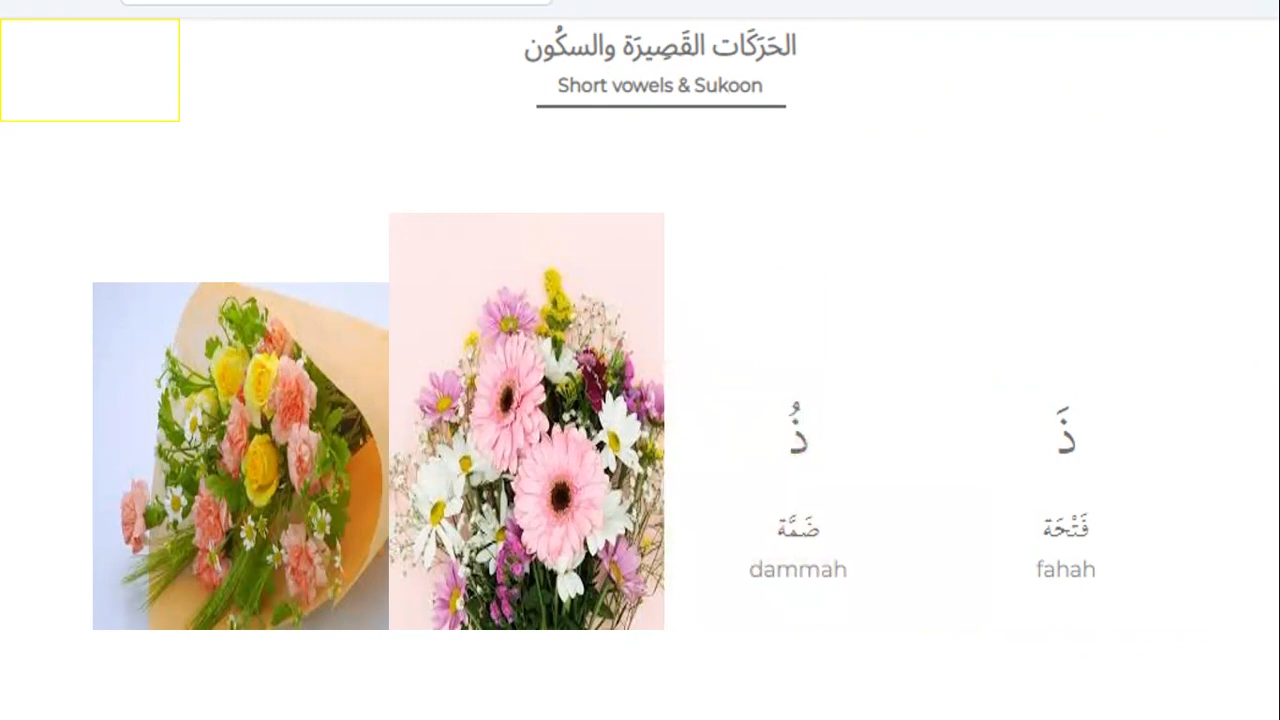 الحَرَكَات القَصِيرَة والسكُون
Short vowels & Sukoon
ذَ
ذُ
فَتْحَة
ضَمَّة
fahah
dammah